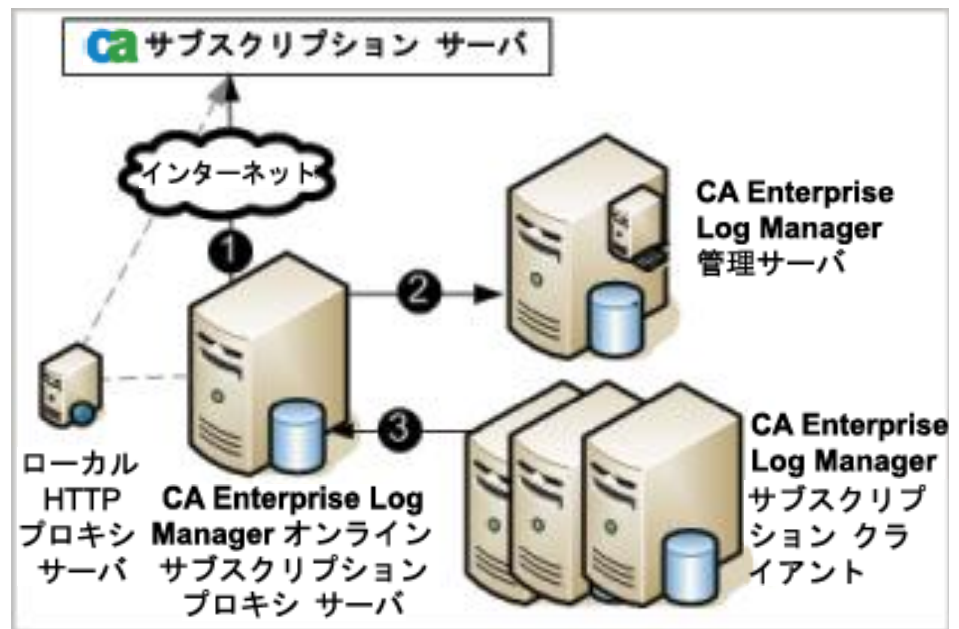 ca サブスクリプション サーバ
インターネット
1
2
CA Enterprise
Log Manager
管理サーバ
3
ローカル
HTTP
プロキシ
サーバ
CA Enterprise Log
Manager オンライン
サブスクリプション
プロキシ サーバ
CA Enterprise
Log Manager
サブスクリプ
ション クラ
イアント